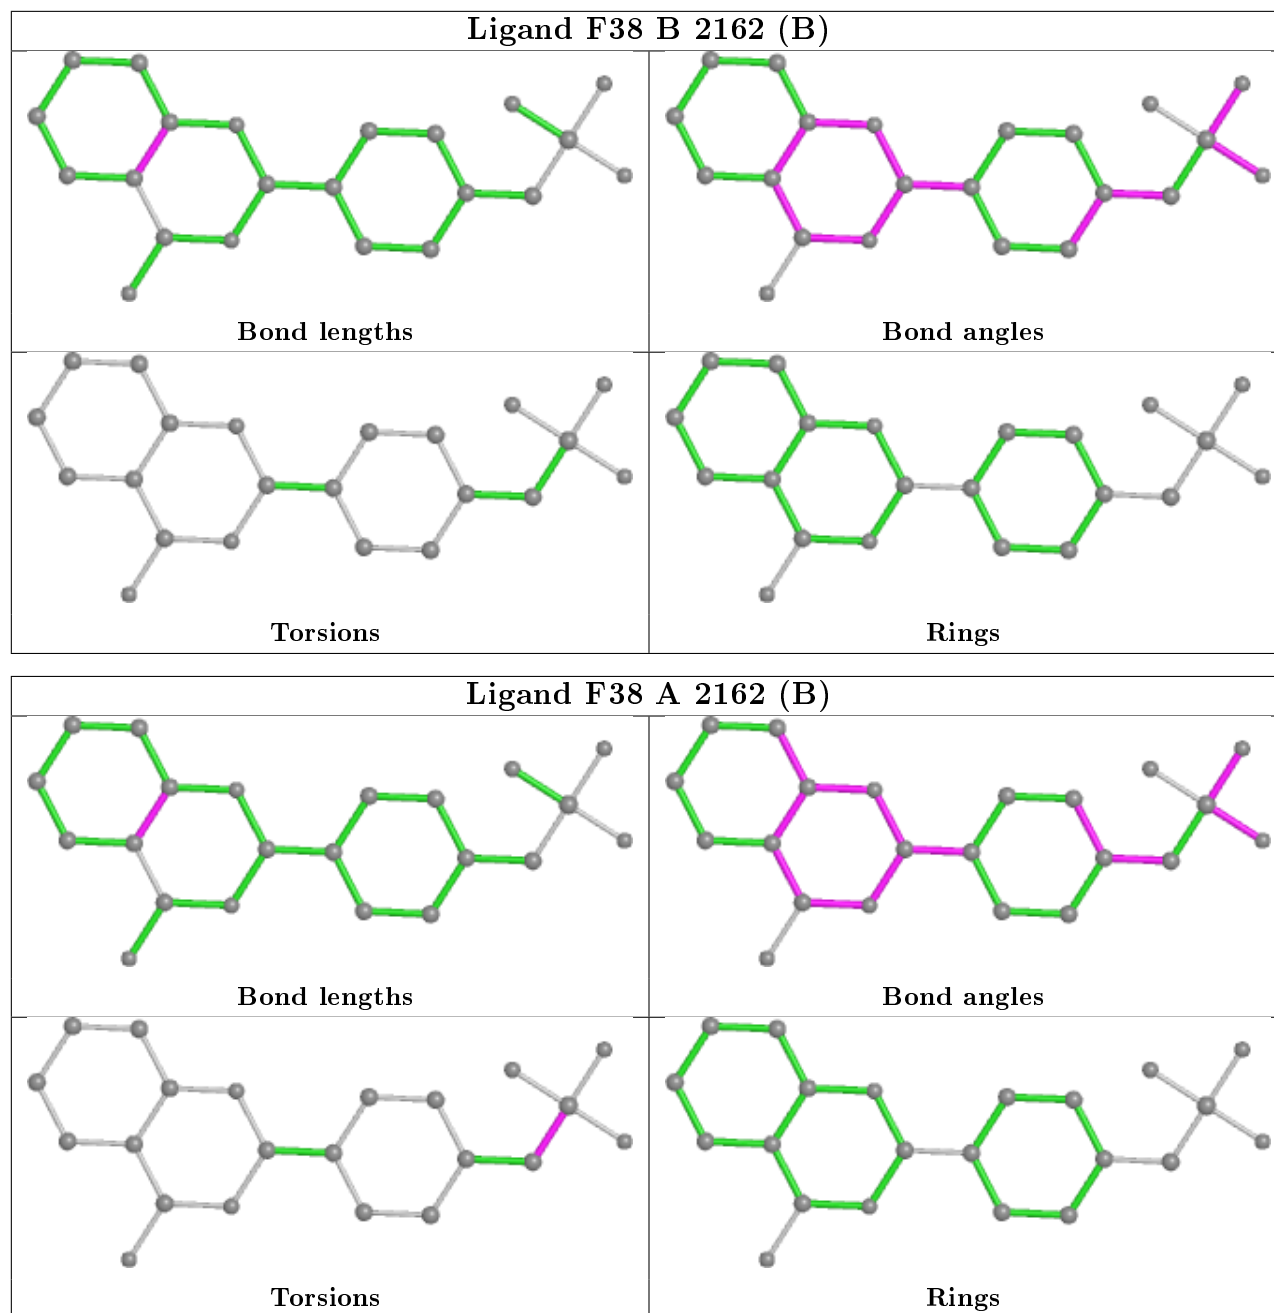 Ligand F38 B 2162 (B)
Bond lengths
Bond angles
Torsions
Rings
Ligand F38 A 2162 (B)
Bond lengths
Bond angles
Torsions
Rings